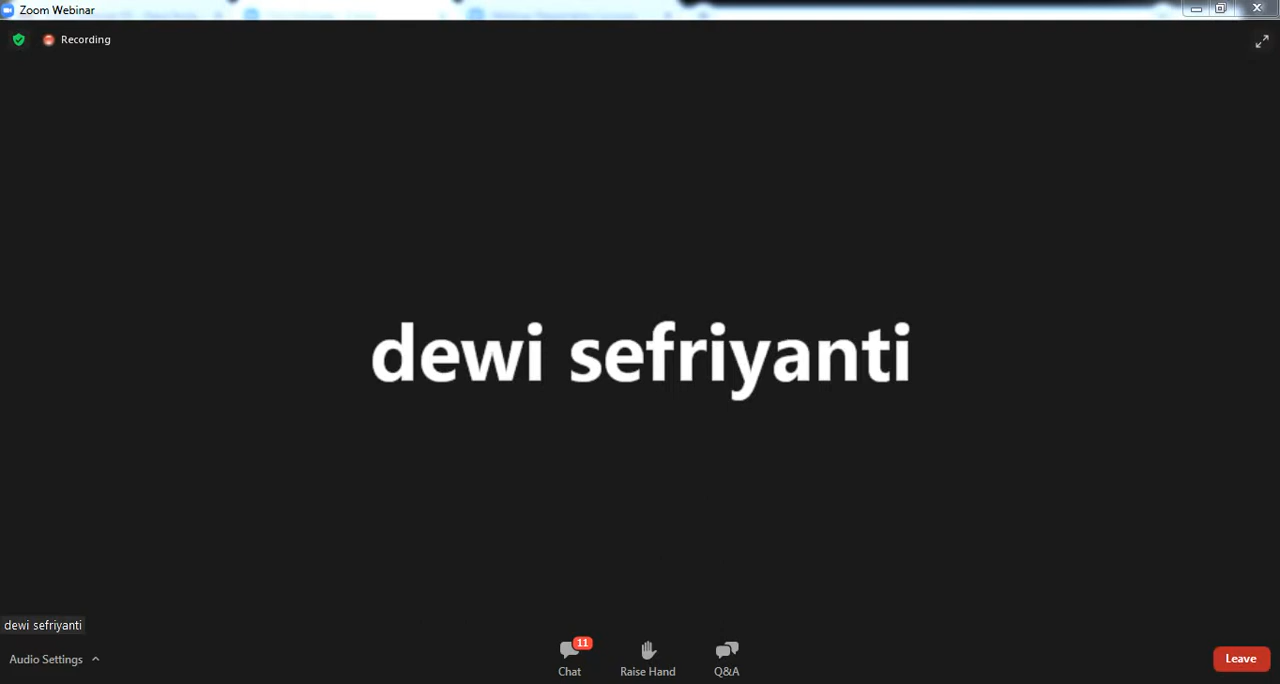 Zoom Webinar
Recording
dewi sefriyanti
dewi sefriyanti
Audio Settings
11
Chat
Raise Hand
Q&A
Leave